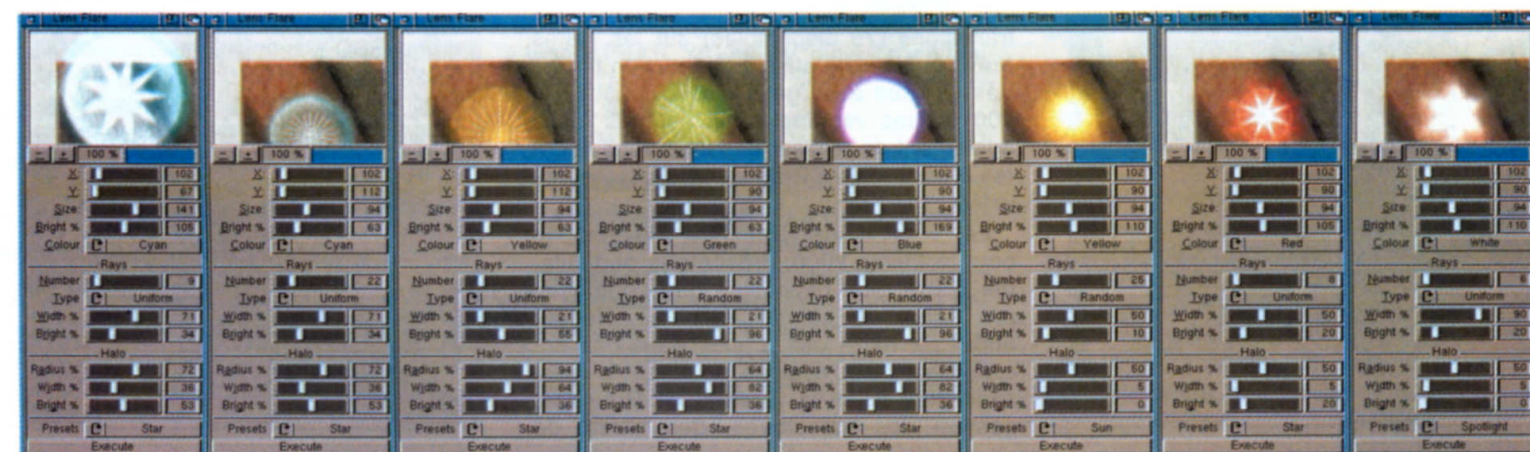 Lens Flare
100 %
X: 102
Y: 67
Size: 141
Bright % 105
Colour Cyan
Rays
Number 9
Type Uniform
Width % 71
Bright % 34
Halo
Radius % 72
Width % 36
Bright % 53
Presets Star
Execute
Lens Flare
100 %
X: 102
Y: 112
Size: 94
Bright % 63
Colour Cyan
Rays
Number 22
Type Uniform
Width % 71
Bright % 34
Halo
Radius % 72
Width % 36
Bright % 53
Presets Star
Execute
Lens Flare
100 %
X: 102
Y: 112
Size: 94
Bright % 63
Colour Yellow
Rays
Number 22
Type Uniform
Width % 21
Bright % 55
Halo
Radius % 94
Width % 64
Bright % 36
Presets Star
Execute
Lens Flare
100 %
X: 102
Y: 90
Size: 94
Bright % 63
Colour Green
Rays
Number 22
Type Random
Width % 21
Bright % 96
Halo
Radius % 64
Width % 82
Bright % 36
Presets Star
Execute
Lens Flare
100 %
X: 102
Y: 90
Size: 94
Bright % 169
Colour Blue
Rays
Number 22
Type Random
Width % 21
Bright % 96
Halo
Radius % 64
Width % 82
Bright % 36
Presets Star
Execute
Lens Flare
100 %
X: 102
Y: 90
Size: 94
Bright % 110
Colour Yellow
Rays
Number 25
Type Random
Width % 50
Bright % 10
Halo
Radius % 50
Width % 5
Bright % 0
Presets Sun
Execute
Lens Flare
100 %
X: 102
Y: 90
Size: 94
Bright % 105
Colour Red
Rays
Number 8
Type Uniform
Width % 50
Bright % 20
Halo
Radius % 50
Width % 5
Bright % 20
Presets Star
Execute
Lens Flare
100 %
X: 102
Y: 90
Size: 94
Bright % 110
Colour White
Rays
Number 6
Type Uniform
Width % 90
Bright % 20
Halo
Radius % 50
Width % 5
Bright % 0
Presets Spotlight
Execute